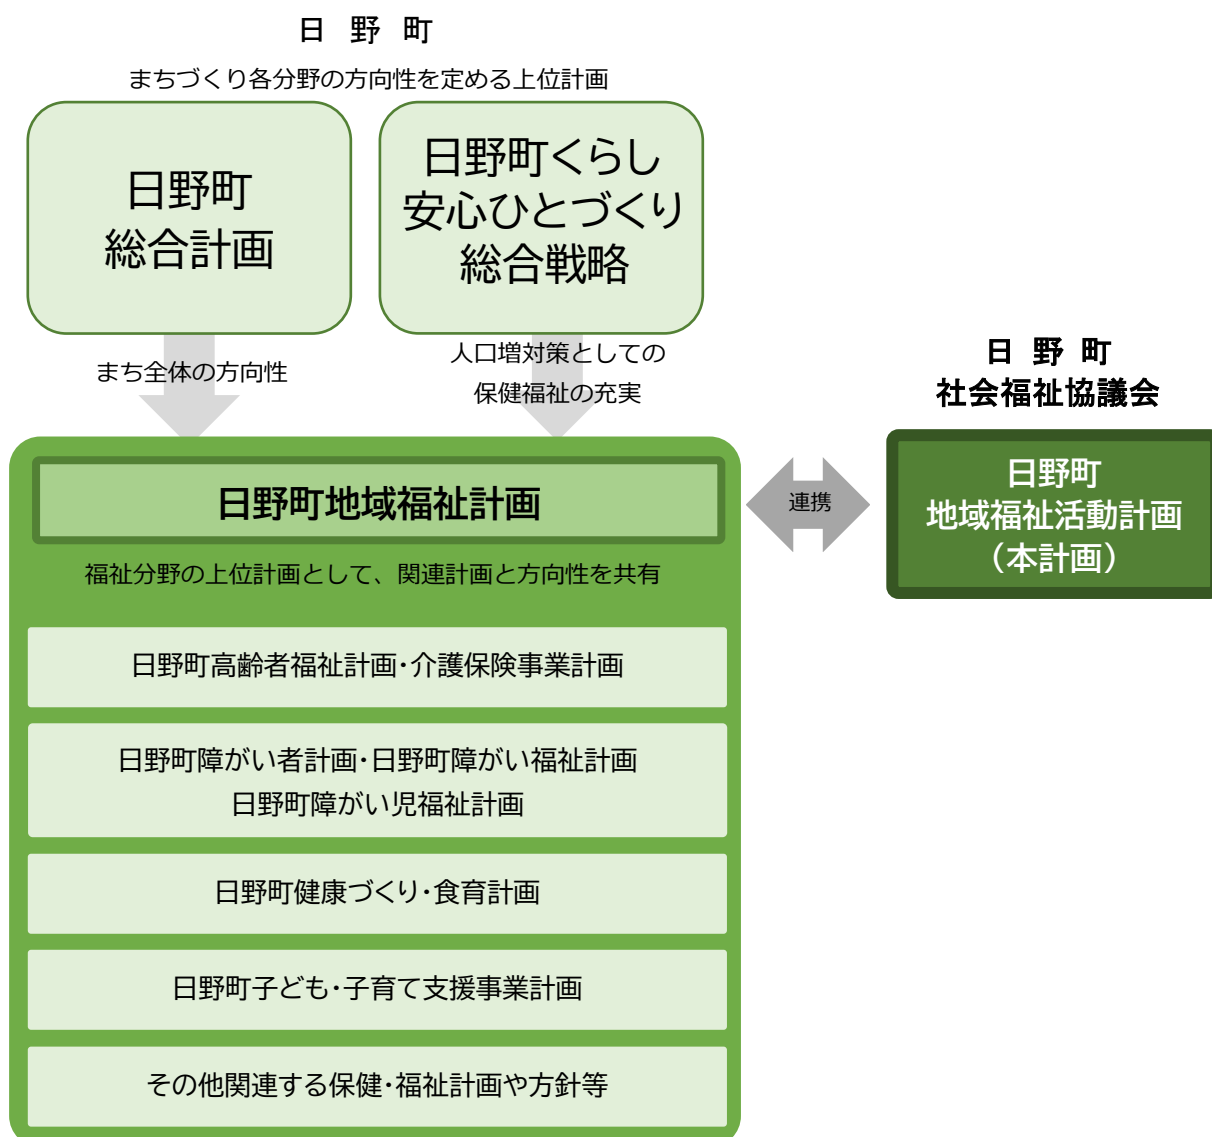 日 野 町
まちづくり各分野の方向性を定める上位計画
日野町
総合計画
日野町くらし
安心ひとづくり
総合戦略
まち全体の方向性
人口増対策としての
保健福祉の充実
日野町地域福祉計画
福祉分野の上位計画として、関連計画と方向性を共有
日野町高齢者福祉計画・介護保険事業計画
日野町障がい者計画・日野町障がい福祉計画
日野町障がい児福祉計画
日野町健康づくり・食育計画
日野町子ども・子育て支援事業計画
その他関連する保健・福祉計画や方針等
連携
日 野 町
社会福祉協議会
日野町
地域福祉活動計画
（本計画）